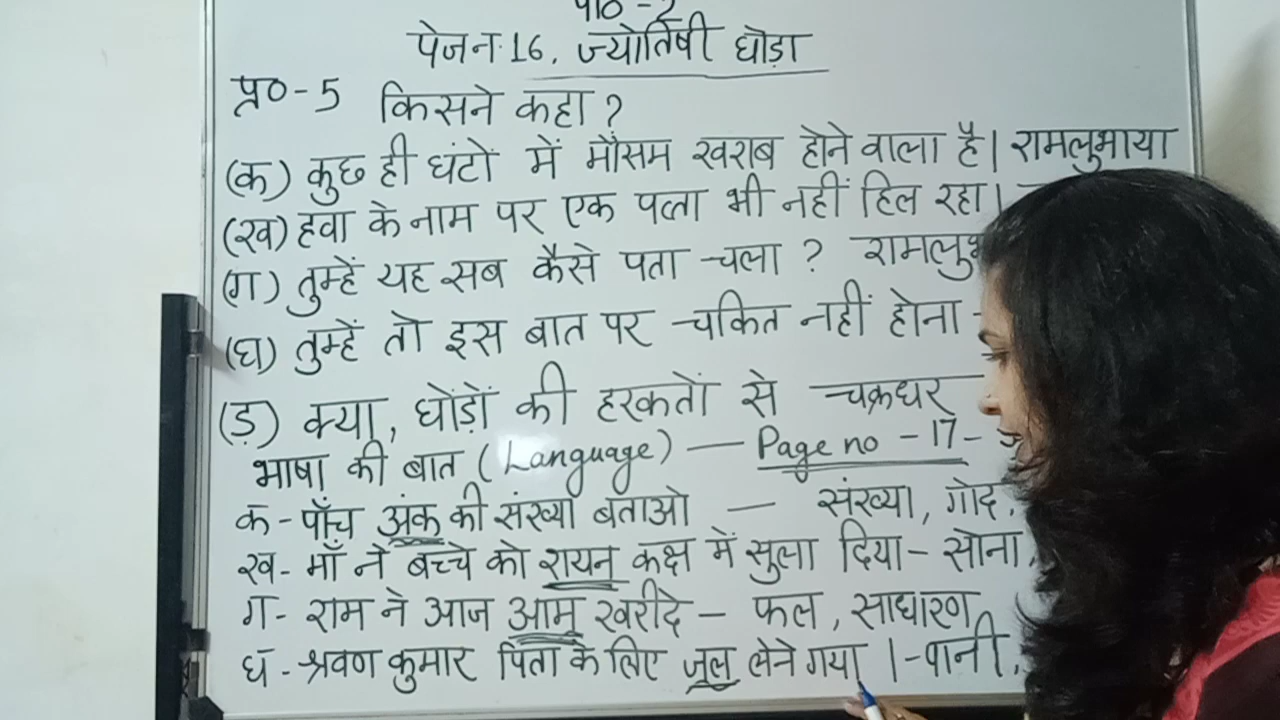 पाठ - 2
पेज न. 16. ज्योतिषी घोड़ा
प्र० - 5 किसने कहा ?
(क) कुछ ही घंटों में मौसम खराब होने वाला है। रामलुभाया
(ख) हवा के नाम पर एक पत्ता भी नहीं हिल रहा।
(ग) तुम्हें यह सब कैसे पता चला ?
(घ) तुम्हें तो इस बात पर चकित नहीं होना
(ड़) क्या, घोंड़ों की हरकतों से चक्रधर
भाषा की बात (Language) — Page no - 17 -
क - पाँच अंक की संख्या बताओ — संख्या, गोद,
ख - माँ ने बच्चे को शयन कक्ष में सुला दिया - सोना,
ग - राम ने आज आम खरीदे - फल, साधारण
घ - श्रवण कुमार पिता के लिए जल लेने गया । - पानी,